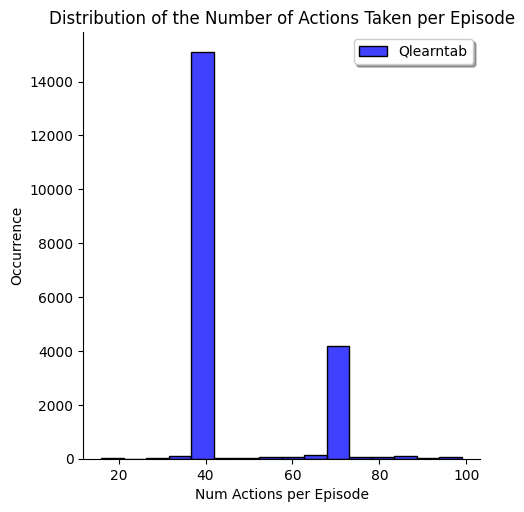 Distribution of the Number of Actions Taken per Episode
Qlearntab
14000
12000
10000
8000
6000
4000
2000
0
Occurrence
20 40 60 80 100
Num Actions per Episode